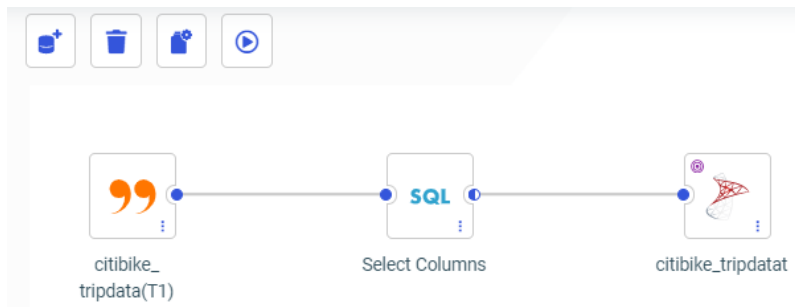 SQL
citibike_
tripdata(T1)
Select Columns
citibike_tripdatat